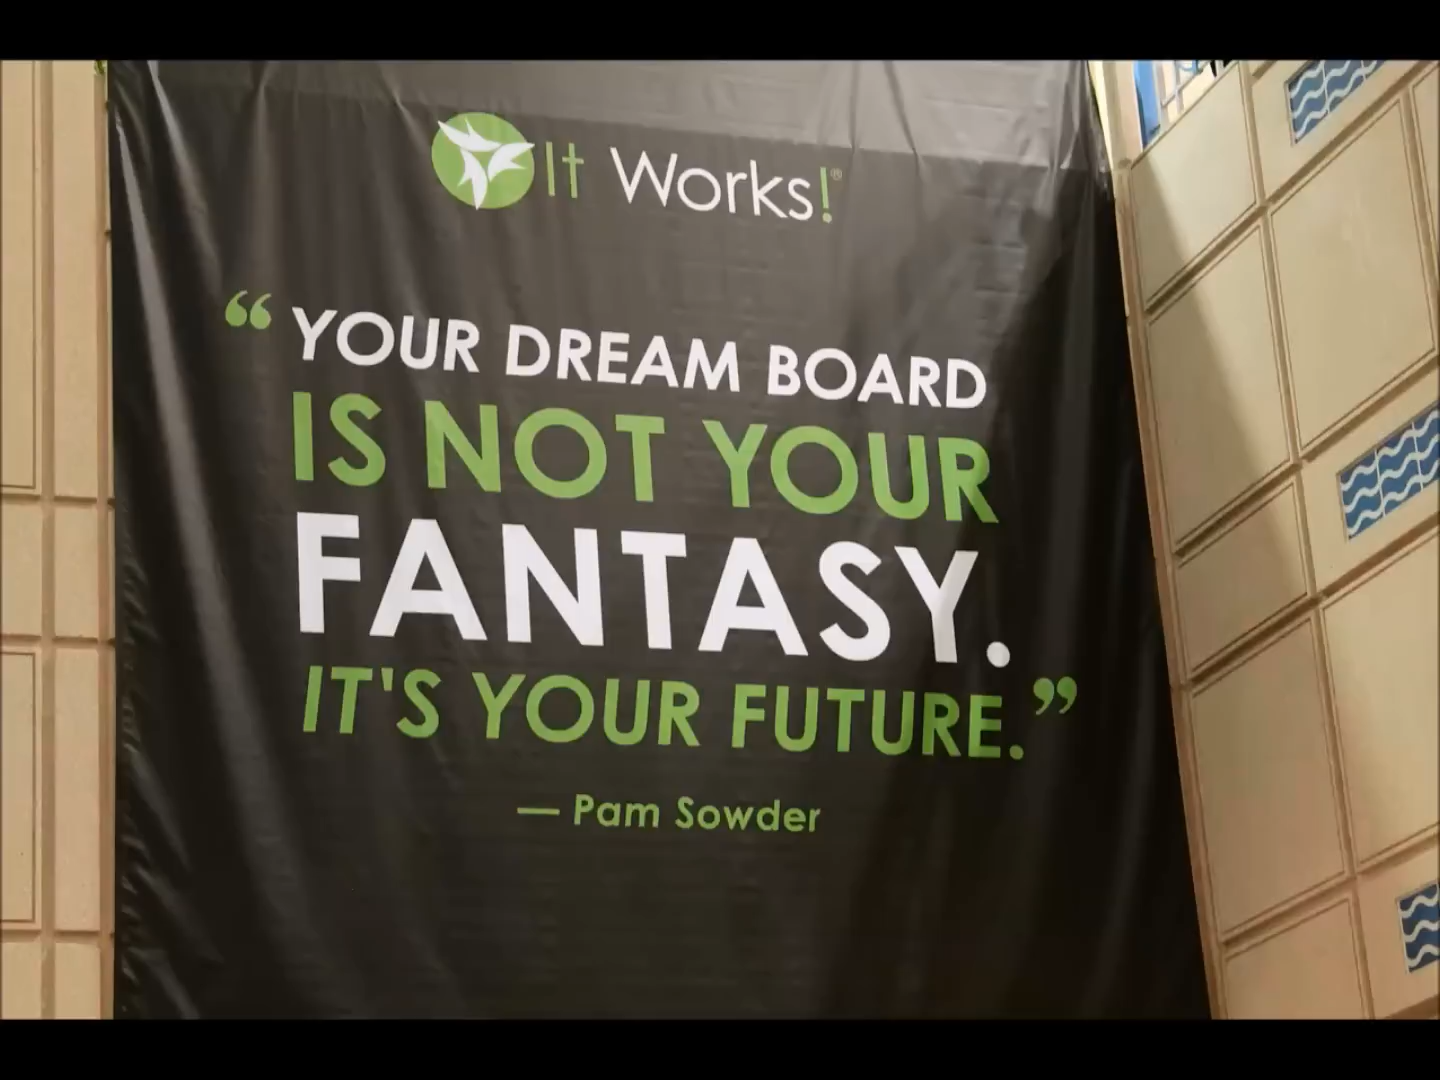 It Works!®
“YOUR DREAM BOARD
IS NOT YOUR
FANTASY.
IT'S YOUR FUTURE.”
— Pam Sowder